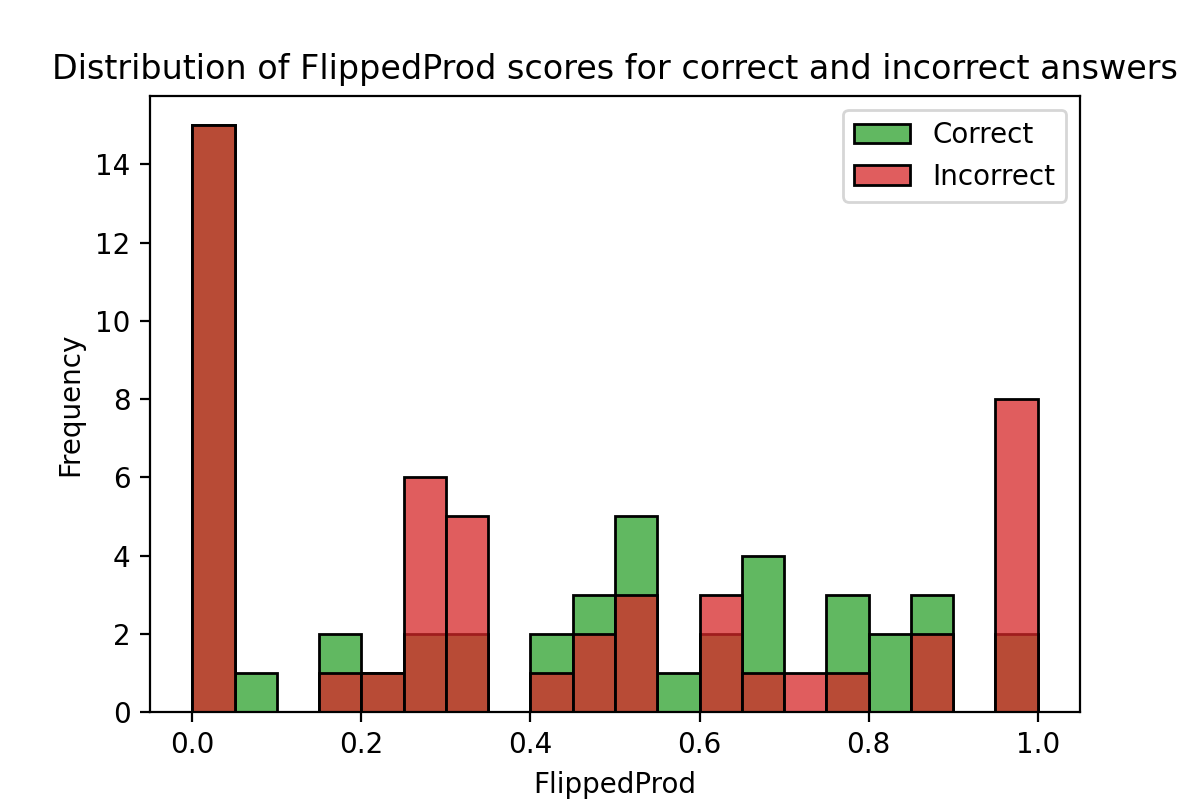 Distribution of FlippedProd scores for correct and incorrect answers
Correct
Incorrect
14
12
10
8
6
4
2
0
Frequency
0.0 0.2 0.4 0.6 0.8 1.0
FlippedProd